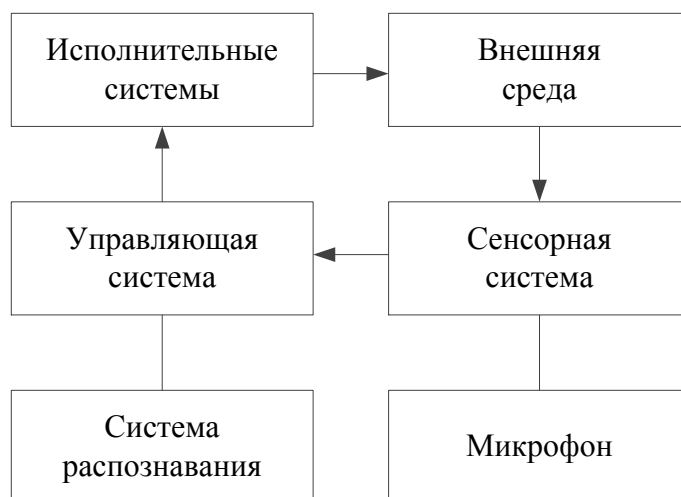 Исполнительные
системы
Внешняя
среда
Управляющая
система
Сенсорная
система
Система
распознавания
Микрофон